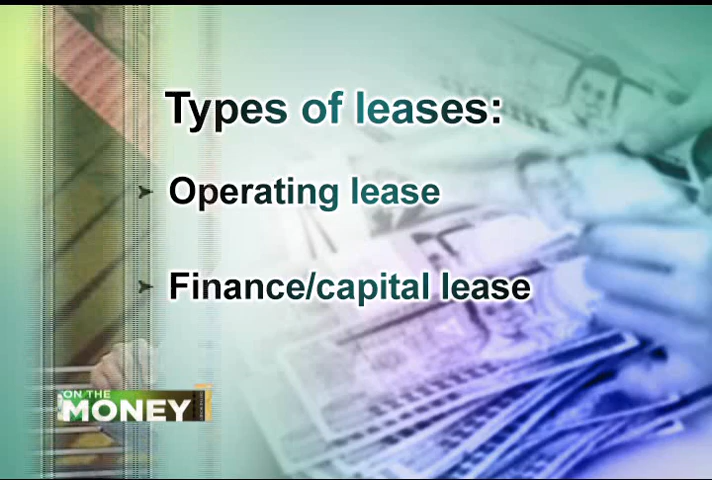 Types of leases:
➢ Operating lease
➢ Finance/capital lease
ON THE
MONEY